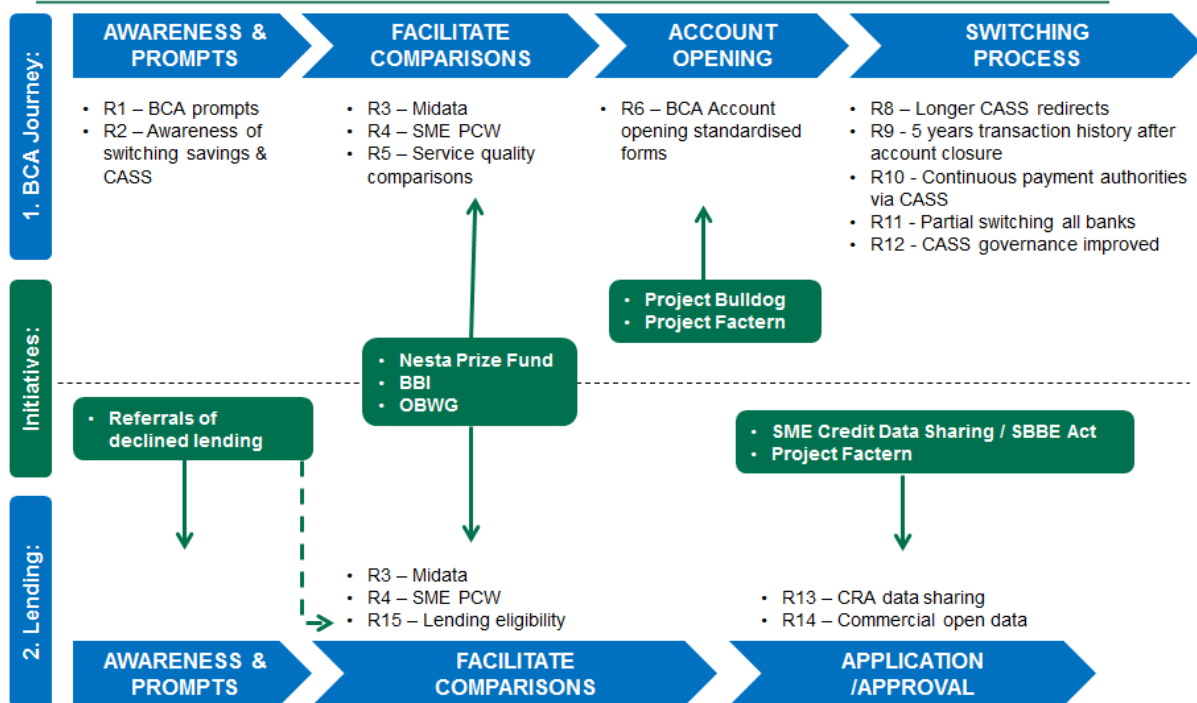 1. BCA Journey:
AWARENESS &
PROMPTS
FACILITATE
COMPARISONS
ACCOUNT
OPENING
SWITCHING
PROCESS
• R1 – BCA prompts
• R2 – Awareness of
switching savings &
CASS
• R3 – Midata
• R4 – SME PCW
• R5 – Service quality
comparisons
• R6 – BCA Account
opening standardised
forms
• R8 – Longer CASS redirects
• R9 - 5 years transaction history after
account closure
• R10 - Continuous payment authorities
via CASS
• R11 - Partial switching all banks
• R12 - CASS governance improved
Initiatives:
• Project Bulldog
• Project Factern
• Nesta Prize Fund
• BBI
• OBWG
• Referrals of
declined lending
• SME Credit Data Sharing / SBBE Act
• Project Factern
2. Lending:
• R3 – Midata
• R4 – SME PCW
• R15 – Lending eligibility
• R13 – CRA data sharing
• R14 – Commercial open data
AWARENESS &
PROMPTS
FACILITATE
COMPARISONS
APPLICATION
/APPROVAL